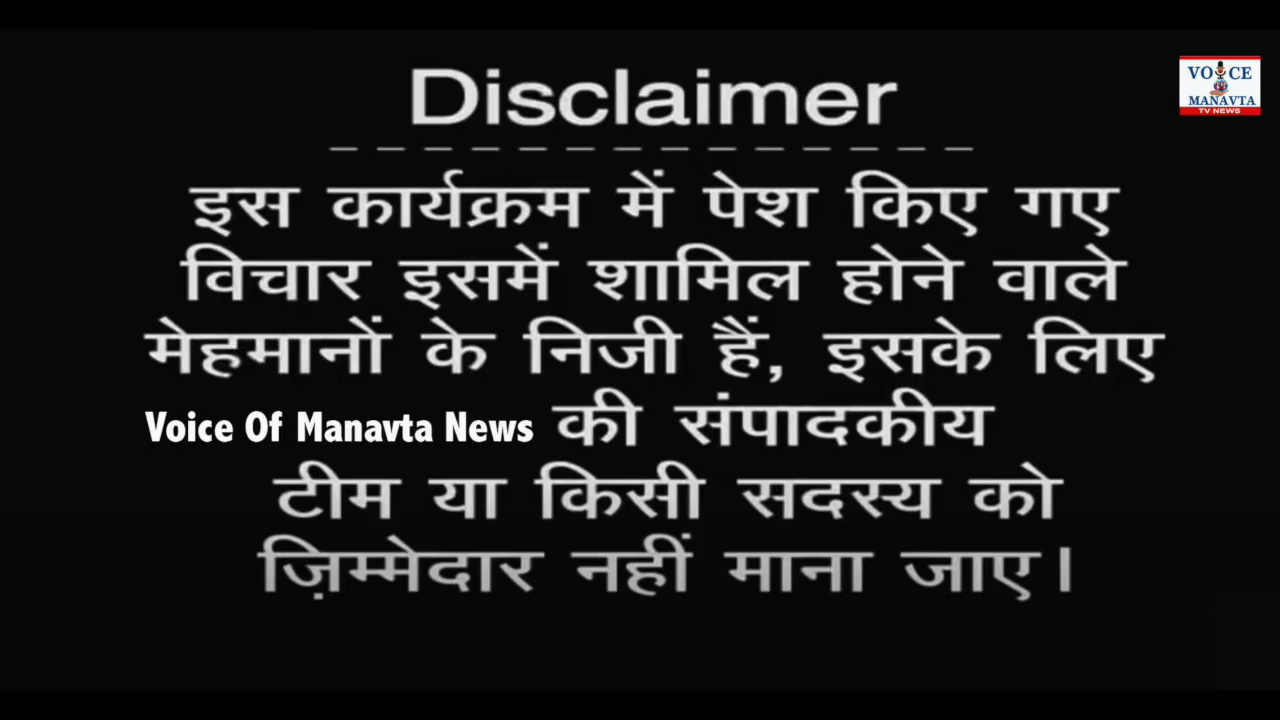 Disclaimer
VOICE
MANAVTA
TV NEWS
इस कार्यक्रम में पेश किए गए
विचार इसमें शामिल होने वाले
मेहमानों के निजी हैं, इसके लिए
Voice Of Manavta News की संपादकीय
टीम या किसी सदस्य को
ज़िम्मेदार नहीं माना जाए।